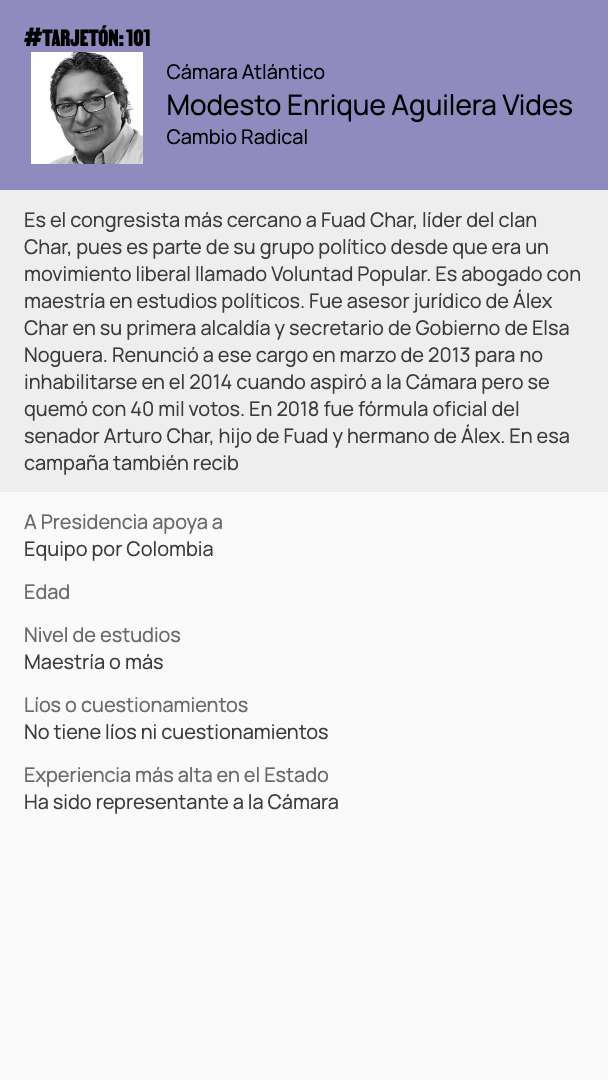 #TARJETÓN: 101
Cámara Atlántico
Modesto Enrique Aguilera Vides
Cambio Radical
Es el congresista más cercano a Fuad Char, líder del clan
Char, pues es parte de su grupo político desde que era un
movimiento liberal llamado Voluntad Popular. Es abogado con
maestría en estudios políticos. Fue asesor jurídico de Álex
Char en su primera alcaldía y secretario de Gobierno de Elsa
Noguera. Renunció a ese cargo en marzo de 2013 para no
inhabilitarse en el 2014 cuando aspiró a la Cámara pero se
quemó con 40 mil votos. En 2018 fue fórmula oficial del
senador Arturo Char, hijo de Fuad y hermano de Álex. En esa
campaña también recib
A Presidencia apoya a
Equipo por Colombia
Edad
Nivel de estudios
Maestría o más
Líos o cuestionamientos
No tiene líos ni cuestionamientos
Experiencia más alta en el Estado
Ha sido representante a la Cámara